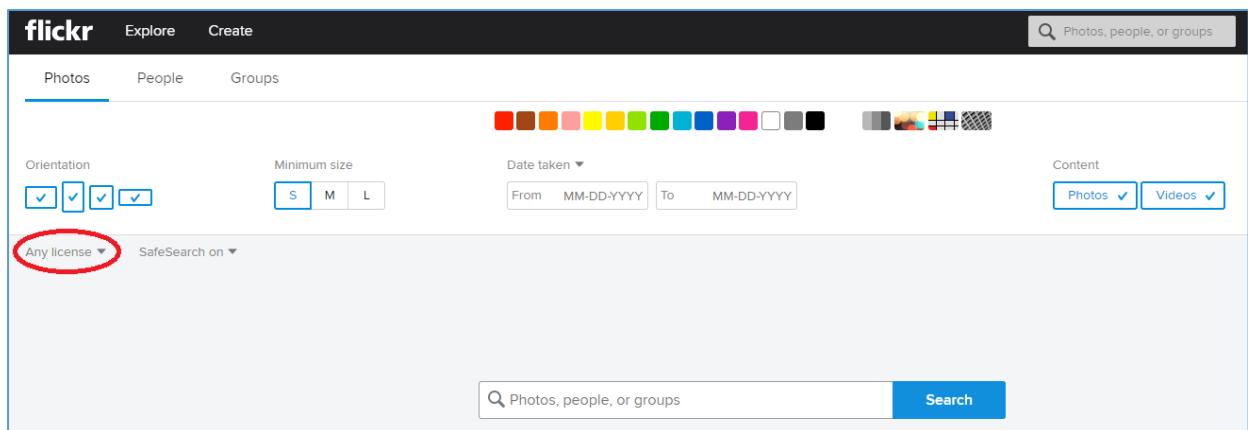 flickr Explore Create Photos, people, or groups
Photos People Groups
Orientation Minimum size Date taken Content
S M L From MM-DD-YYYY To MM-DD-YYYY Photos Videos
Any license SafeSearch on
Photos, people, or groups Search